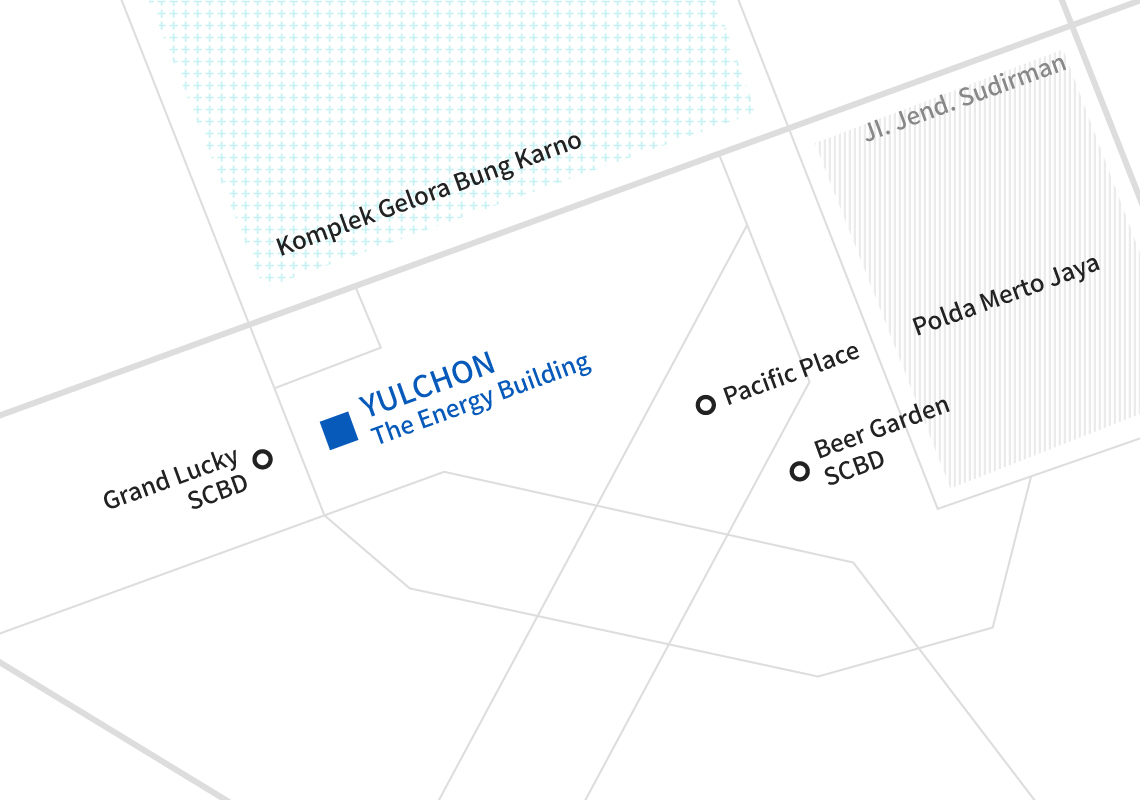 Jl. Jend. Sudirman
Komplek Gelora Bung Karno
Polda Merto Jaya
YULCHON
The Energy Building
Pacific Place
Beer Garden
SCBD
Grand Lucky
SCBD